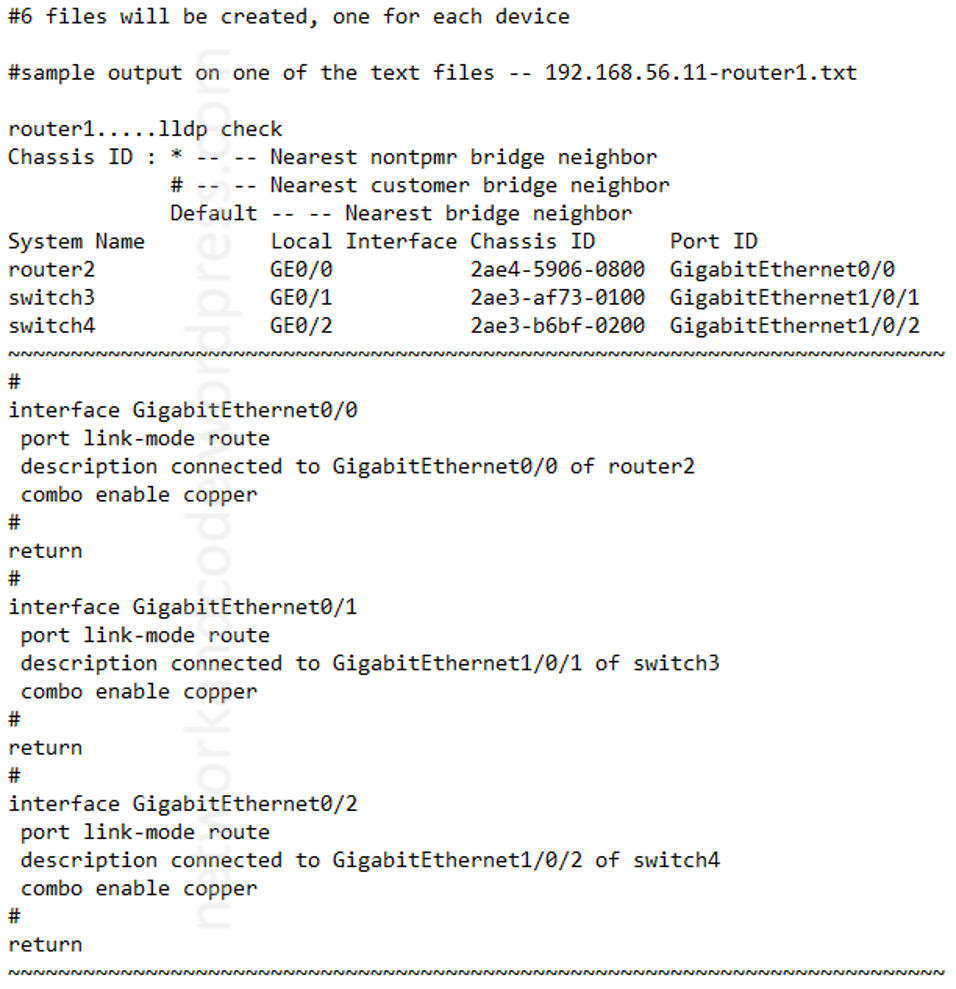 #6 files will be created, one for each device
#sample output on one of the text files -- 192.168.56.11-router1.txt
router1.....lldp check
Chassis ID : * -- -- Nearest nontpmr bridge neighbor
             # -- -- Nearest customer bridge neighbor
             Default -- -- Nearest bridge neighbor
System Name          Local Interface Chassis ID      Port ID
router2              GE0/0           2ae4-5906-0800  GigabitEthernet0/0
switch3              GE0/1           2ae3-af73-0100  GigabitEthernet1/0/1
switch4              GE0/2           2ae3-b6bf-0200  GigabitEthernet1/0/2
~~~~~~~~~~~~~~~~~~~~~~~~~~~~~~~~~~~~~~~~~~~~~~~~~~~~~~~~~~~~~~~~~~~~~~~~~~~
#
interface GigabitEthernet0/0
 port link-mode route
 description connected to GigabitEthernet0/0 of router2
 combo enable copper
#
return
#
interface GigabitEthernet0/1
 port link-mode route
 description connected to GigabitEthernet1/0/1 of switch3
 combo enable copper
#
return
#
interface GigabitEthernet0/2
 port link-mode route
 description connected to GigabitEthernet1/0/2 of switch4
 combo enable copper
#
return
~~~~~~~~~~~~~~~~~~~~~~~~~~~~~~~~~~~~~~~~~~~~~~~~~~~~~~~~~~~~~~~~~~~~~~~~~~~
networkandcode.wordpress.com